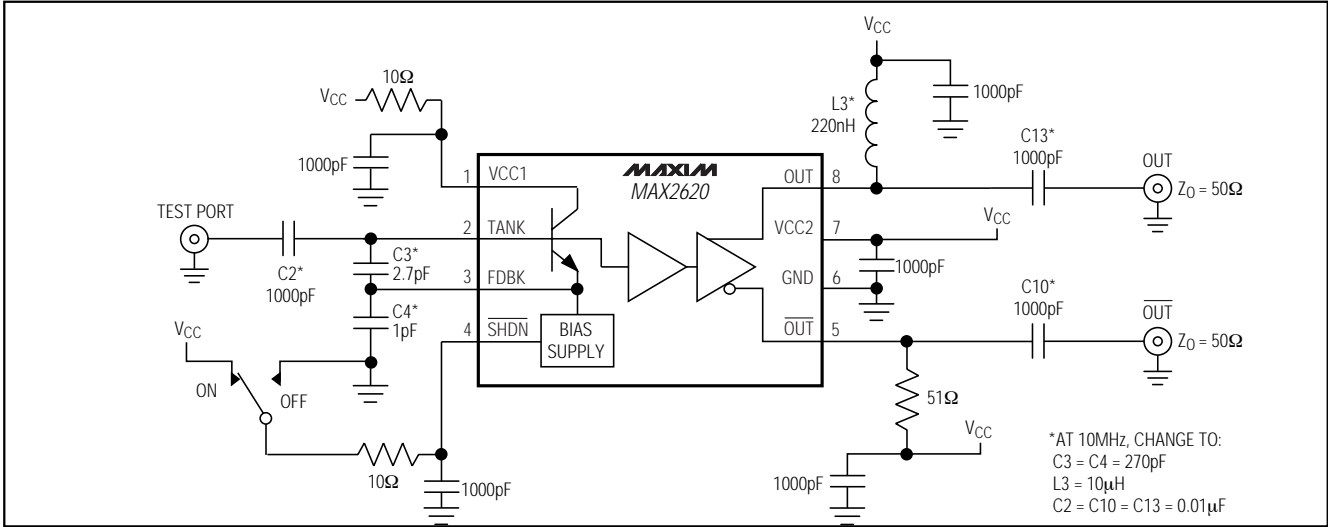 VCC
10Ω
1000pF
TEST PORT
C2*
1000pF
C3*
2.7pF
C4*
1pF
VCC
ON
OFF
10Ω
1000pF
1
VCC1
2
TANK
3
FDBK
4
SHDN
MAXIM
MAX2620
BIAS
SUPPLY
OUT
8
VCC2
7
GND
6
OUT
5
VCC
L3*
220nH
1000pF
C13*
1000pF
OUT
ZO = 50Ω
VCC
1000pF
C10*
1000pF
OUT
ZO = 50Ω
51Ω
VCC
1000pF
*AT 10MHz, CHANGE TO:
C3 = C4 = 270pF
L3 = 10μH
C2 = C10 = C13 = 0.01μF